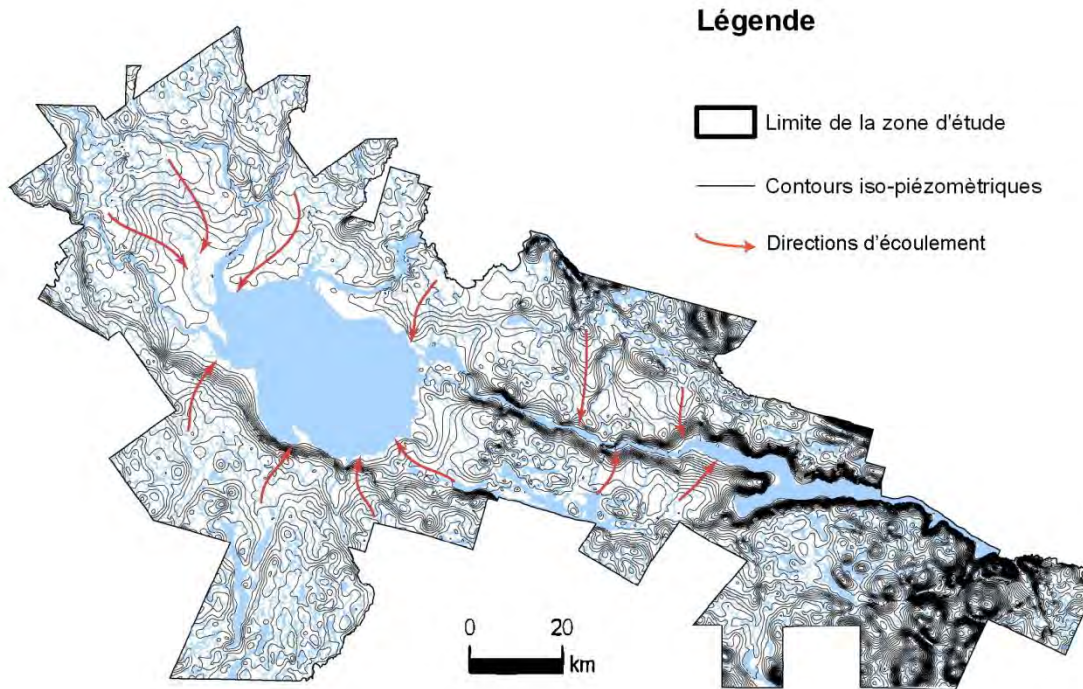 Légende
Limite de la zone d'étude
Contours iso-piézomètriques
Directions d'écoulement
0 20
km